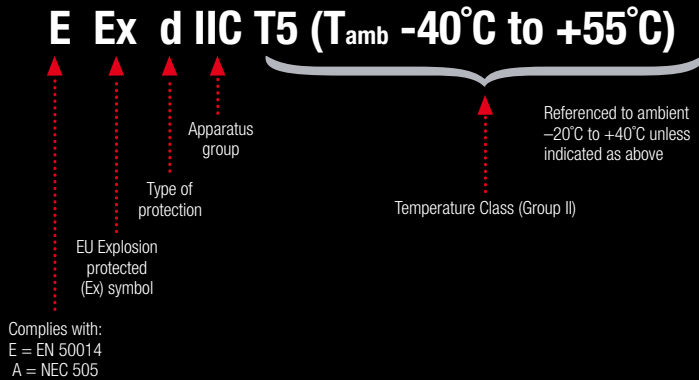 E Ex d IIC T5 (Tamb -40°C to +55°C)
Apparatus
group
Referenced to ambient
–20°C to +40°C unless
indicated as above
Type of
protection
Temperature Class (Group II)
EU Explosion
protected
(Ex) symbol
Complies with:
E = EN 50014
A = NEC 505